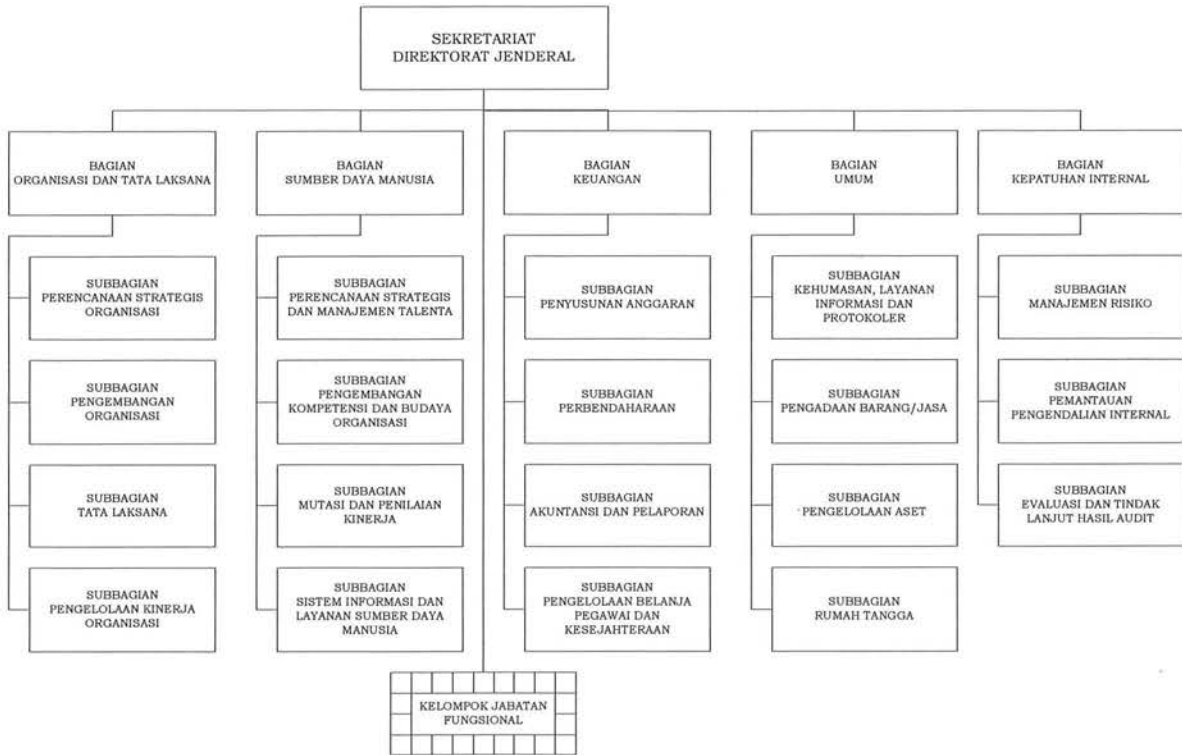 SEKRETARIAT
DIREKTORAT JENDERAL
BAGIAN
ORGANISASI DAN TATA LAKSANA
BAGIAN
SUMBER DAYA MANUSIA
BAGIAN
KEUANGAN
BAGIAN
UMUM
BAGIAN
KEPATUHAN INTERNAL
SUBBAGIAN
PERENCANAAN STRATEGIS
ORGANISASI
SUBBAGIAN
PERENCANAAN STRATEGIS
DAN MANAJEMEN TALENTA
SUBBAGIAN
PENYUSUNAN ANGGARAN
SUBBAGIAN
KEHUMASAN, LAYANAN
INFORMASI DAN
PROTOKOLER
SUBBAGIAN
MANAJEMEN RISIKO
SUBBAGIAN
PENGEMBANGAN
ORGANISASI
SUBBAGIAN
PENGEMBANGAN
KOMPETENSI DAN BUDAYA
ORGANISASI
SUBBAGIAN
PERBENDAHARAAN
SUBBAGIAN
PENGADAAN BARANG/JASA
SUBBAGIAN
PEMANTAUAN
PENGENDALIAN INTERNAL
SUBBAGIAN
TATA LAKSANA
SUBBAGIAN
MUTASI DAN PENILAIAN
KINERJA
SUBBAGIAN
AKUNTANSI DAN PELAPORAN
SUBBAGIAN
PENGELOLAAN ASET
SUBBAGIAN
EVALUASI DAN TINDAK
LANJUT HASIL AUDIT
SUBBAGIAN
PENGELOLAAN KINERJA
ORGANISASI
SUBBAGIAN
SISTEM INFORMASI DAN
LAYANAN SUMBER DAYA
MANUSIA
SUBBAGIAN
PENGELOLAAN BELANJA
PEGAWAI DAN
KESEJAHTERAAN
SUBBAGIAN
RUMAH TANGGA
KELOMPOK JABATAN
FUNGSIONAL